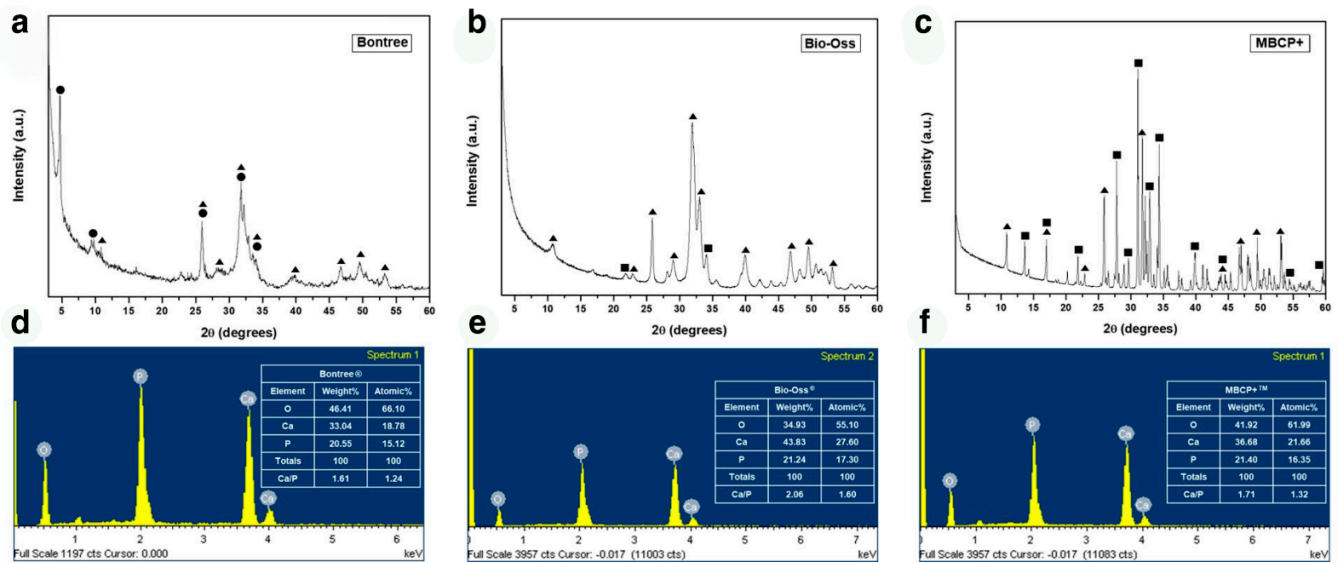 a
Bontree
Intensity (a.u.)
5 10 15 20 25 30 35 40 45 50 55 60
2θ (degrees)
b
Bio-Oss
Intensity (a.u.)
5 10 15 20 25 30 35 40 45 50 55 60
2θ (degrees)
c
MBCP+
Intensity (a.u.)
5 10 15 20 25 30 35 40 45 50 55 60
2θ (degrees)
d
Spectrum 1
Bontree®
Element Weight% Atomic%
O 46.41 66.10
Ca 33.04 18.78
P 20.55 15.12
Totals 100 100
Ca/P 1.61 1.24
O
P
Ca
Ca
1 2 3 4 5 6
Full Scale 1197 cts Cursor: 0.000 keV
e
Spectrum 2
Bio-Oss®
Element Weight% Atomic%
O 34.93 55.10
Ca 43.83 27.60
P 21.24 17.30
Totals 100 100
Ca/P 2.06 1.60
O
P
Ca
Ca
0 1 2 3 4 5 6 7
Full Scale 3957 cts Cursor: -0.017 (11003 cts) keV
f
Spectrum 1
MBCP+™
Element Weight% Atomic%
O 41.92 61.99
Ca 36.68 21.66
P 21.40 16.35
Totals 100 100
Ca/P 1.71 1.32
O
P
Ca
Ca
0 1 2 3 4 5 6 7
Full Scale 3957 cts Cursor: -0.017 (11083 cts) keV